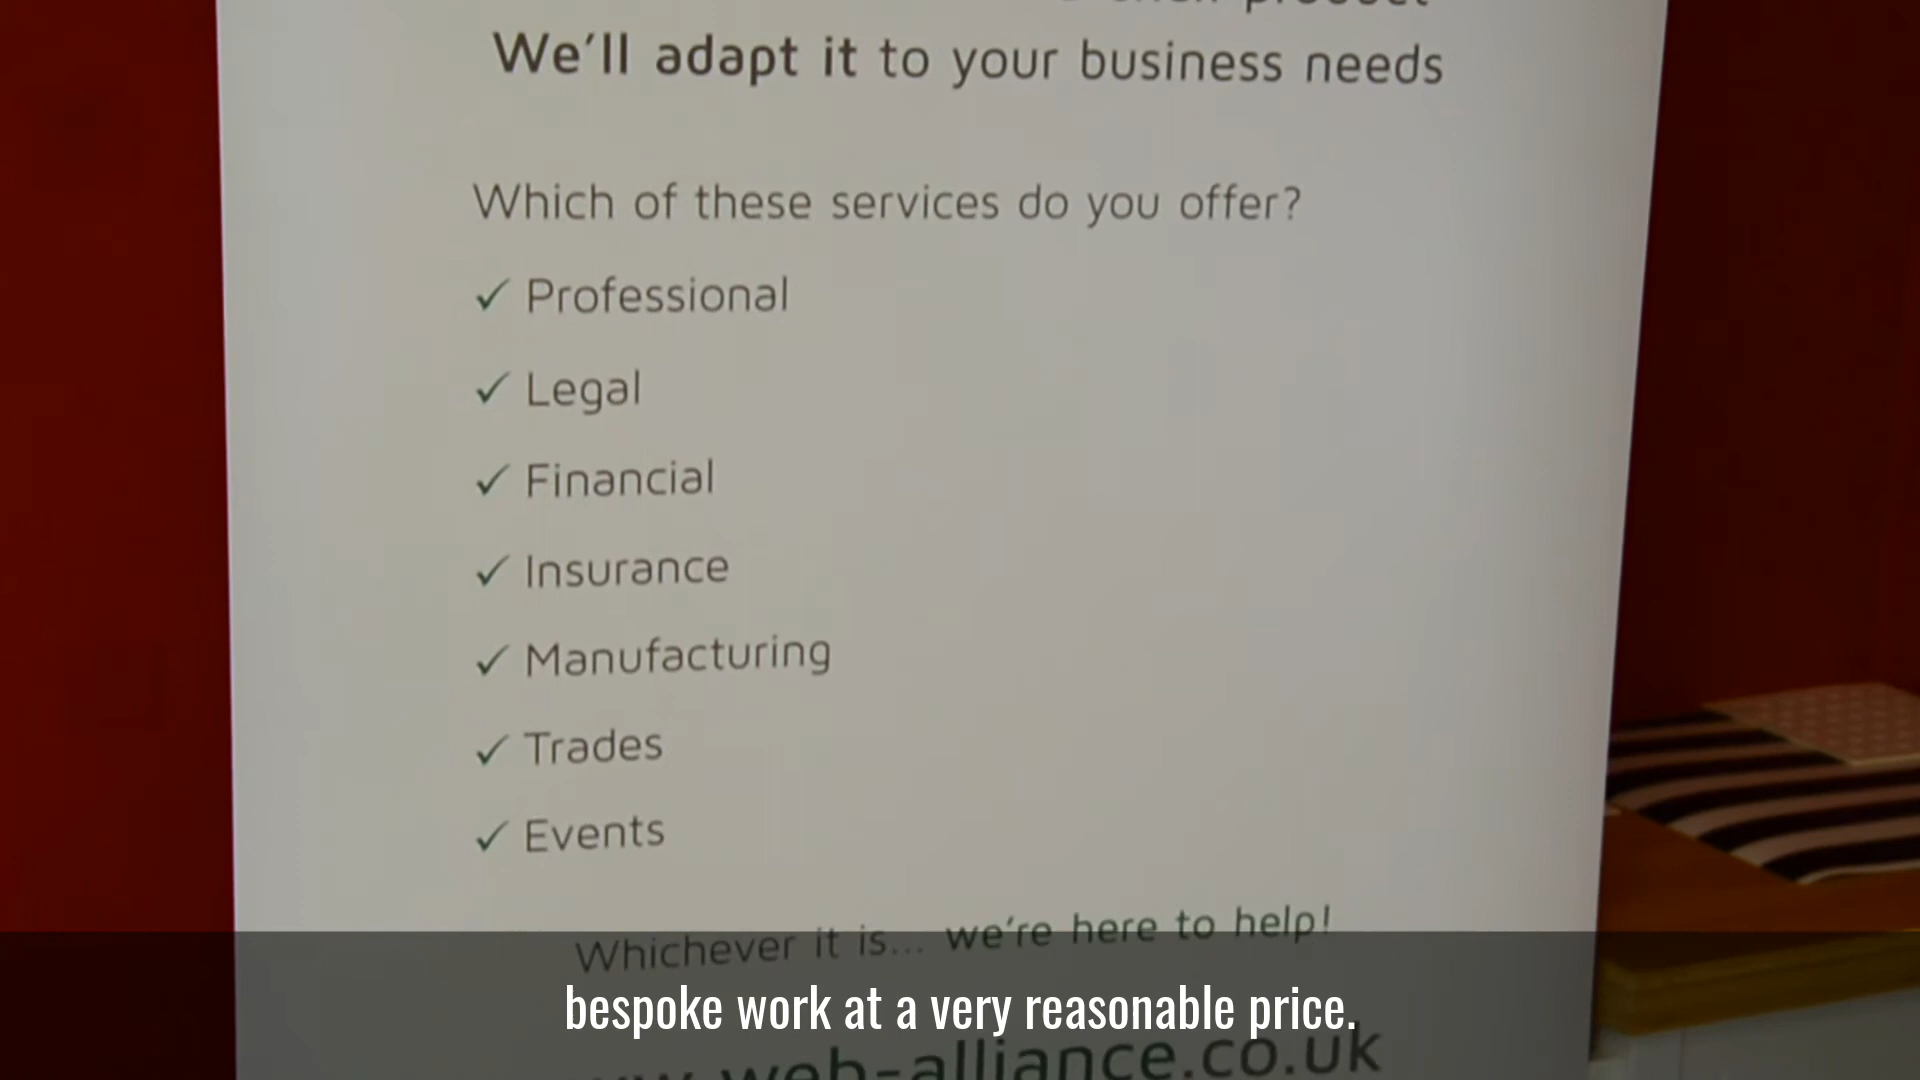 We'll adapt it to your business needs
Which of these services do you offer?
✓ Professional
✓ Legal
✓ Financial
✓ Insurance
✓ Manufacturing
✓ Trades
✓ Events
Whichever it is... we're here to help!
bespoke work at a very reasonable price.
web-alliance.co.uk